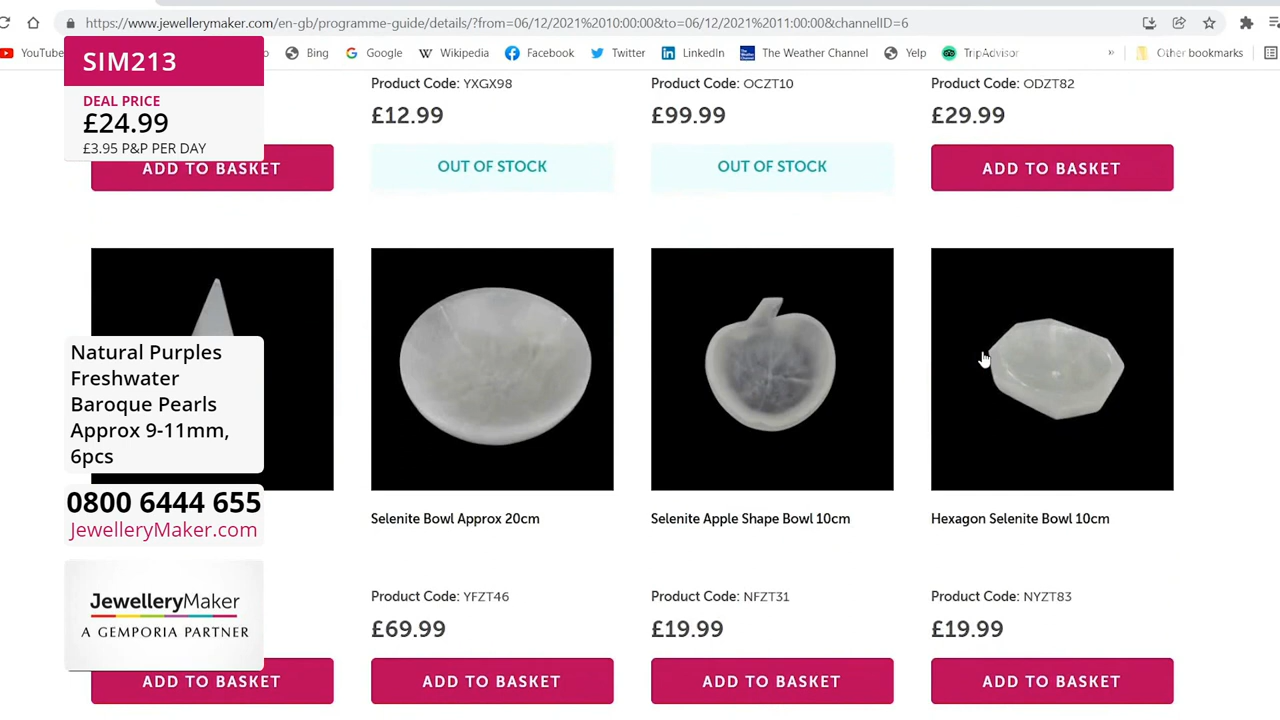 https://www.jewellerymaker.com/en-gb/programme-guide/details/?from=06/12/2021%2010:00:00&to=06/12/2021%2011:00:00&channelID=6
YouTube
Bing
Google
Wikipedia
Facebook
Twitter
LinkedIn
The Weather Channel
Yelp
TripAdvisor
»
Other bookmarks
SIM213
DEAL PRICE
£24.99
£3.95 P&P PER DAY
ADD TO BASKET
Product Code: YXGX98
£12.99
OUT OF STOCK
Product Code: OCZT10
£99.99
OUT OF STOCK
Product Code: ODZT82
£29.99
ADD TO BASKET
Natural Purples
Freshwater
Baroque Pearls
Approx 9-11mm,
6pcs
0800 6444 655
JewelleryMaker.com
JewelleryMaker
A GEMPORIA PARTNER
ADD TO BASKET
Selenite Bowl Approx 20cm
Product Code: YFZT46
£69.99
ADD TO BASKET
Selenite Apple Shape Bowl 10cm
Product Code: NFZT31
£19.99
ADD TO BASKET
Hexagon Selenite Bowl 10cm
Product Code: NYZT83
£19.99
ADD TO BASKET